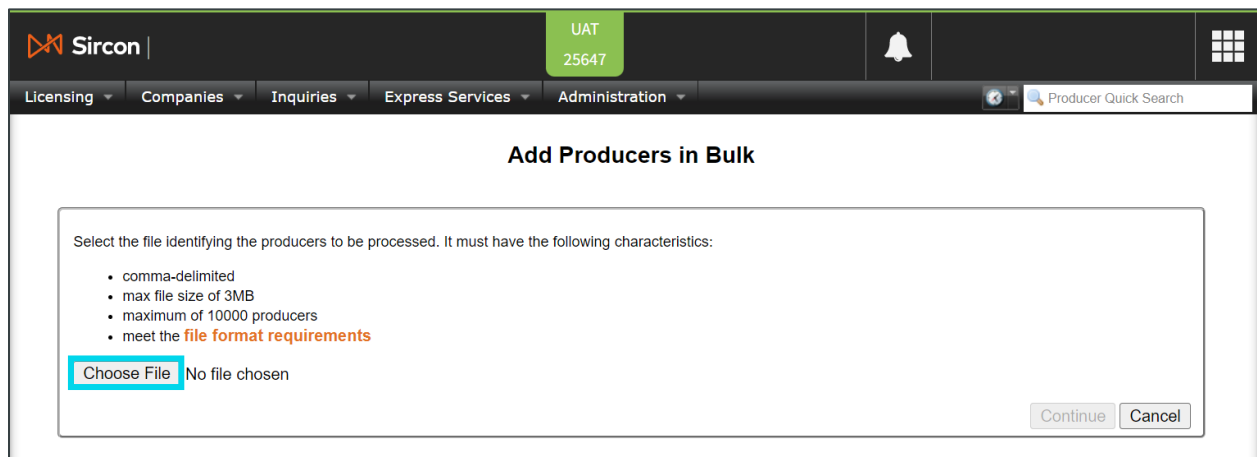 Sircon |
UAT
25647
Licensing Companies Inquiries Express Services Administration Producer Quick Search
Add Producers in Bulk
Select the file identifying the producers to be processed. It must have the following characteristics:
• comma-delimited
• max file size of 3MB
• maximum of 10000 producers
• meet the file format requirements
Choose File No file chosen
Continue Cancel